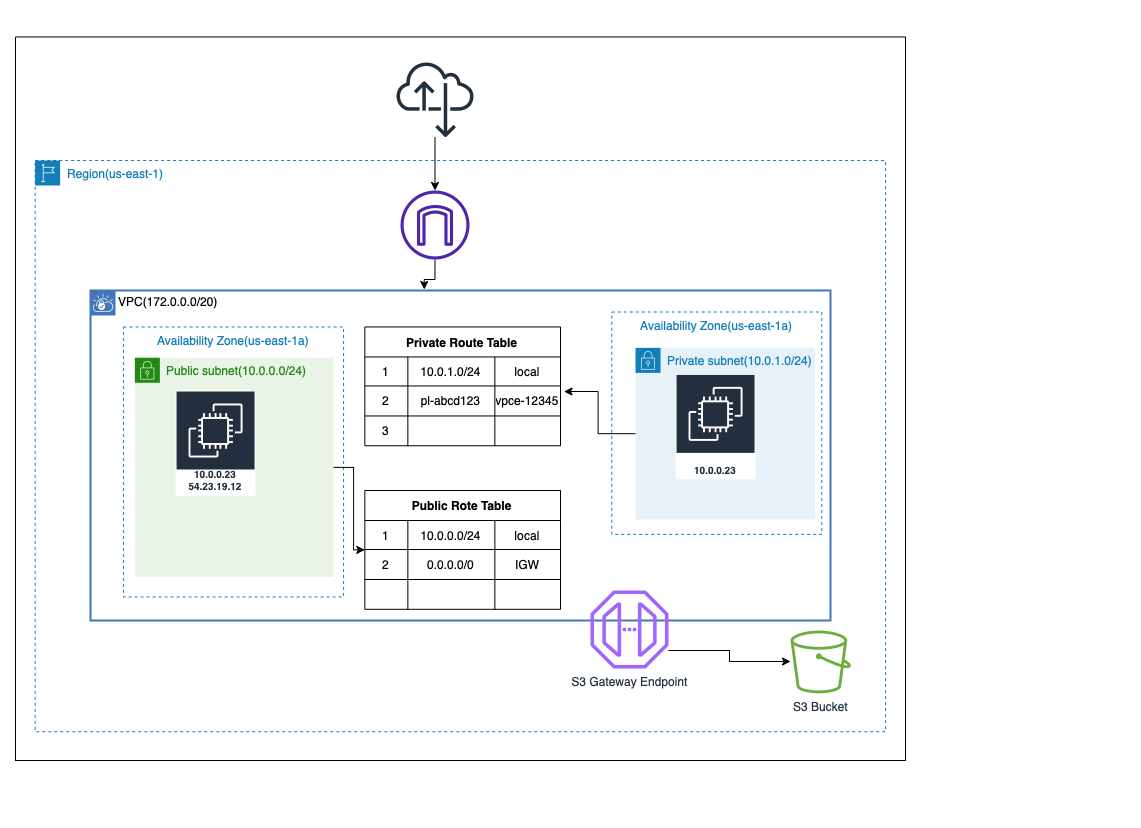 Region(us-east-1)
VPC(172.0.0.0/20)
Availability Zone(us-east-1a)
Public subnet(10.0.0.0/24)
10.0.0.23
54.23.19.12
Private Route Table
1 10.0.1.0/24 local
2 pl-abcd123 vpce-12345
3
Public Rote Table
1 10.0.0.0/24 local
2 0.0.0.0/0 IGW
Availability Zone(us-east-1a)
Private subnet(10.0.1.0/24)
10.0.0.23
S3 Gateway Endpoint
S3 Bucket